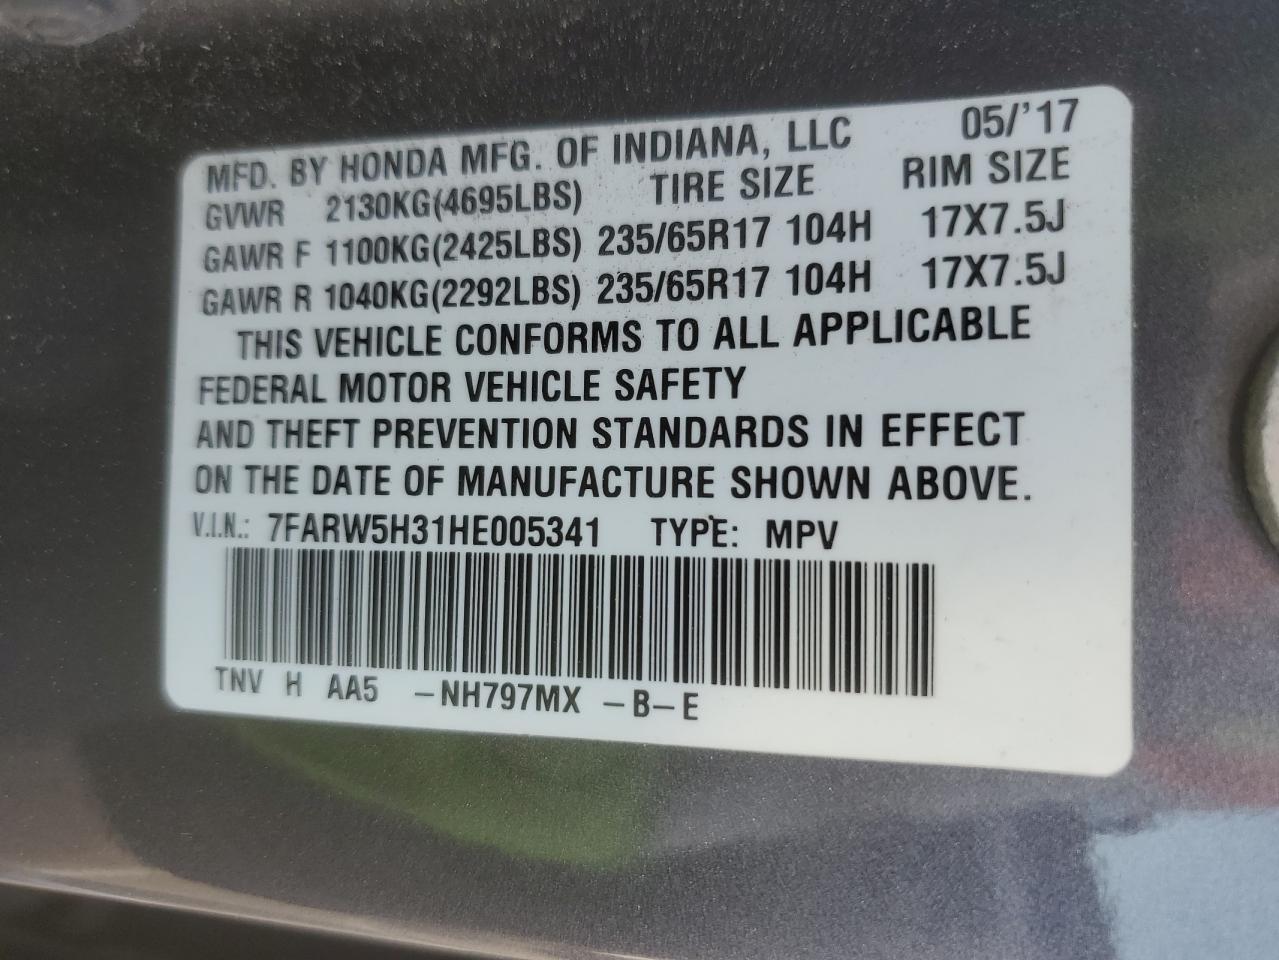 MFD. BY HONDA MFG. OF INDIANA, LLC 05/'17
GVWR 2130KG(4695LBS) TIRE SIZE RIM SIZE
GAWR F 1100KG(2425LBS) 235/65R17 104H 17X7.5J
GAWR R 1040KG(2292LBS) 235/65R17 104H 17X7.5J
THIS VEHICLE CONFORMS TO ALL APPLICABLE
FEDERAL MOTOR VEHICLE SAFETY
AND THEFT PREVENTION STANDARDS IN EFFECT
ON THE DATE OF MANUFACTURE SHOWN ABOVE.
V.I.N.: 7FARW5H31HE005341 TYPE: MPV
TNV H AA5 -NH797MX -B-E